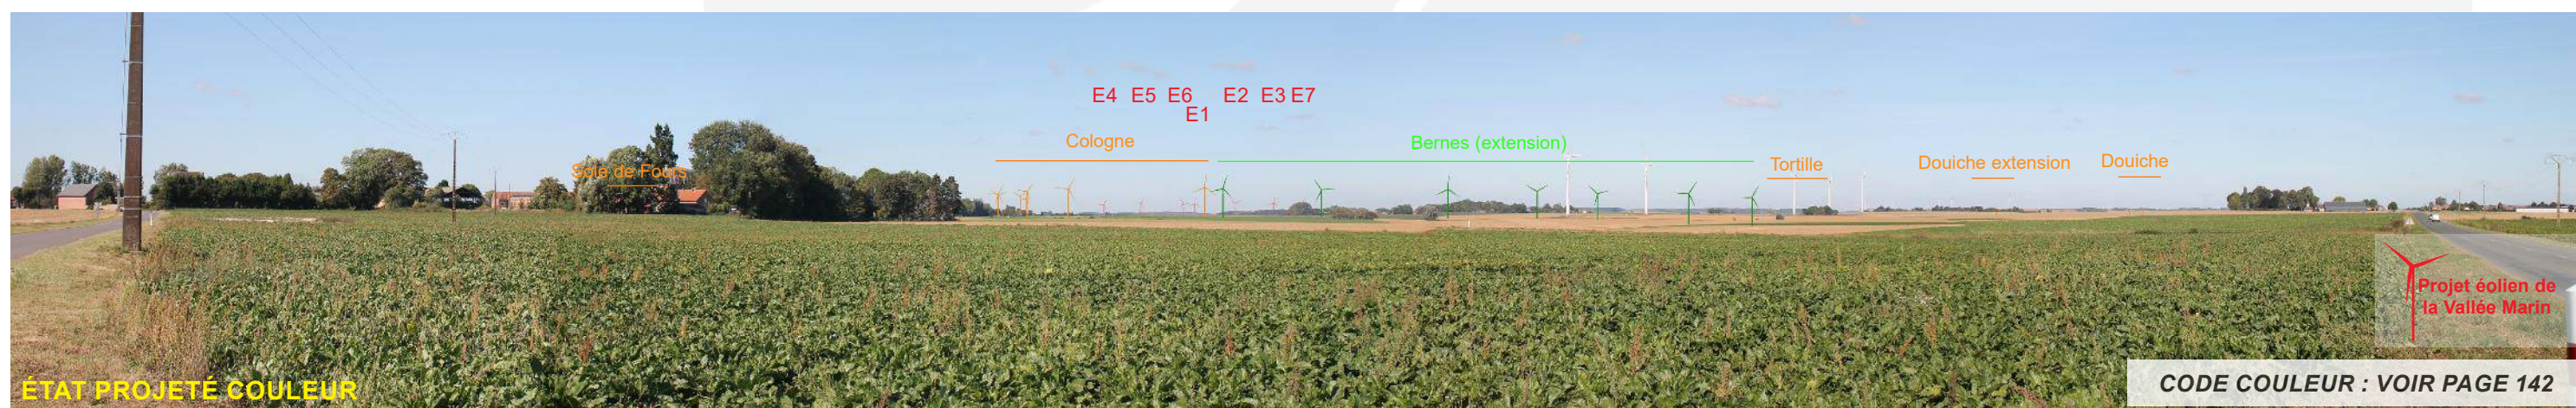 E4 E5 E6 E2 E3 E7
E1
Cologne
Bernes (extension)
Sole de Fours
Tortille
Douiche extension
Douiche
Projet éolien de
la Vallée Marin
ÉTAT PROJETÉ COULEUR
CODE COULEUR : VOIR PAGE 142